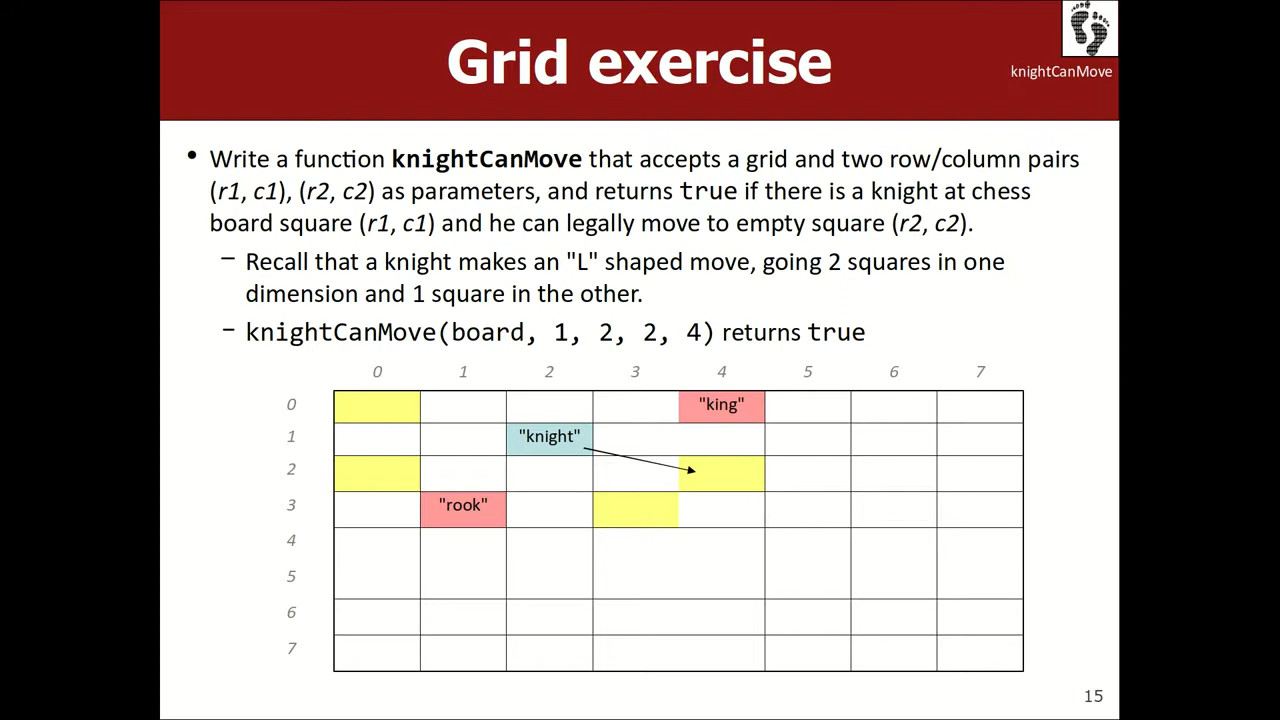 Grid exercise
knightCanMove
• Write a function knightCanMove that accepts a grid and two row/column pairs
(r1, c1), (r2, c2) as parameters, and returns true if there is a knight at chess
board square (r1, c1) and he can legally move to empty square (r2, c2).
– Recall that a knight makes an "L" shaped move, going 2 squares in one
dimension and 1 square in the other.
– knightCanMove(board, 1, 2, 2, 4) returns true
0 1 2 3 4 5 6 7
0 "king"
1 "knight"
2
3 "rook"
4
5
6
7
15